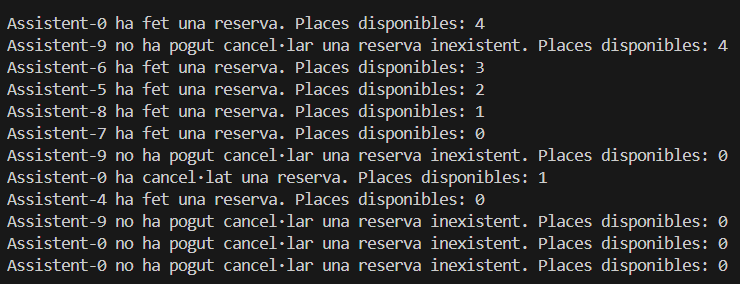 Assistent-0 ha fet una reserva. Places disponibles: 4
Assistent-9 no ha pogut cancel·lar una reserva inexistent. Places disponibles: 4
Assistent-6 ha fet una reserva. Places disponibles: 3
Assistent-5 ha fet una reserva. Places disponibles: 2
Assistent-8 ha fet una reserva. Places disponibles: 1
Assistent-7 ha fet una reserva. Places disponibles: 0
Assistent-9 no ha pogut cancel·lar una reserva inexistent. Places disponibles: 0
Assistent-0 ha cancel·lat una reserva. Places disponibles: 1
Assistent-4 ha fet una reserva. Places disponibles: 0
Assistent-9 no ha pogut cancel·lar una reserva inexistent. Places disponibles: 0
Assistent-0 no ha pogut cancel·lar una reserva inexistent. Places disponibles: 0
Assistent-0 no ha pogut cancel·lar una reserva inexistent. Places disponibles: 0